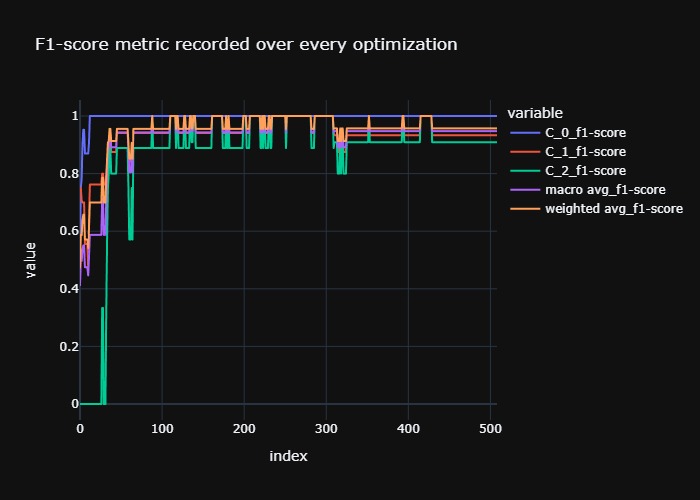 F1-score metric recorded over every optimization
variable
C_0_f1-score
C_1_f1-score
C_2_f1-score
macro avg_f1-score
weighted avg_f1-score
value
1
0.8
0.6
0.4
0.2
0
0 100 200 300 400 500
index